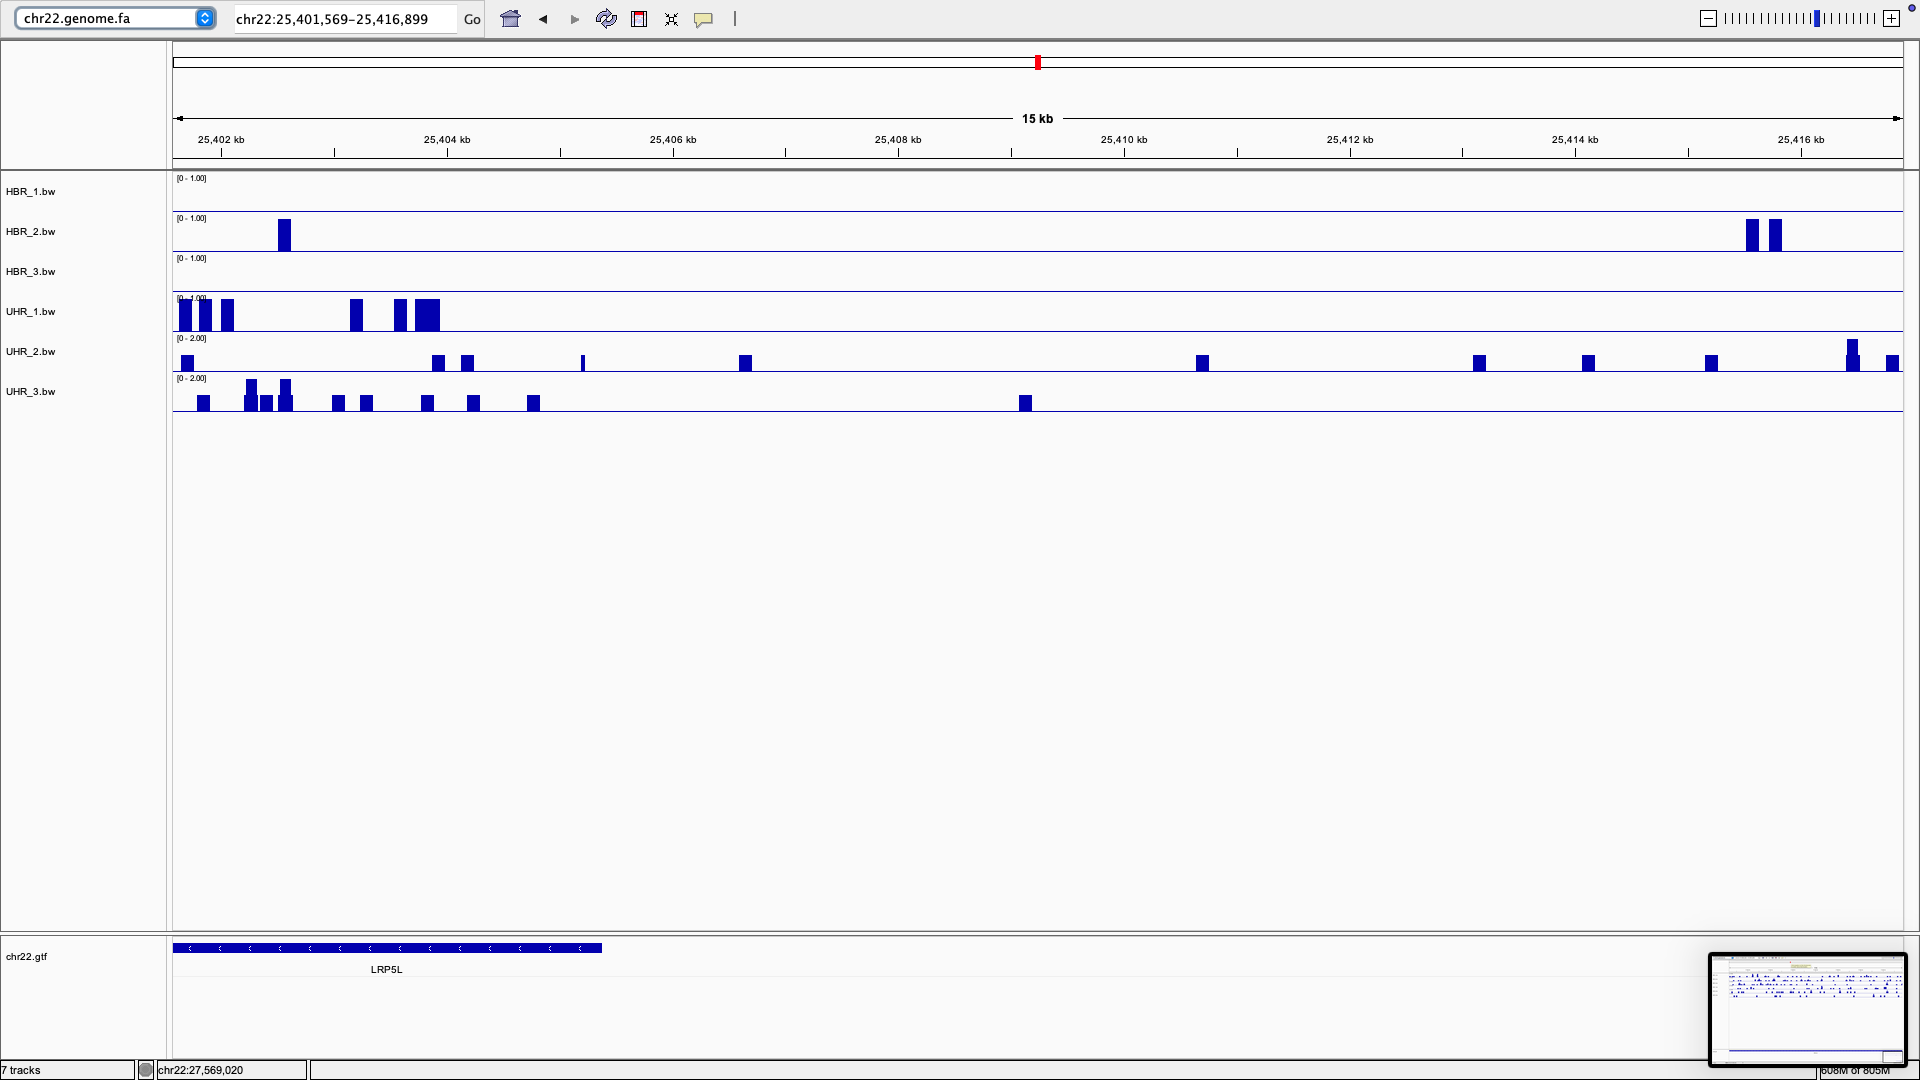 chr22.genome.fa
chr22:25,401,569-25,416,899
Go
15 kb
25,402 kb 25,404 kb 25,406 kb 25,408 kb 25,410 kb 25,412 kb 25,414 kb 25,416 kb
HBR_1.bw
[0 - 1.00]
HBR_2.bw
[0 - 1.00]
HBR_3.bw
[0 - 1.00]
UHR_1.bw
[0 - 1.00]
UHR_2.bw
[0 - 2.00]
UHR_3.bw
[0 - 2.00]
chr22.gtf
LRP5L
7 tracks
chr22:27,569,020
608M of 805M